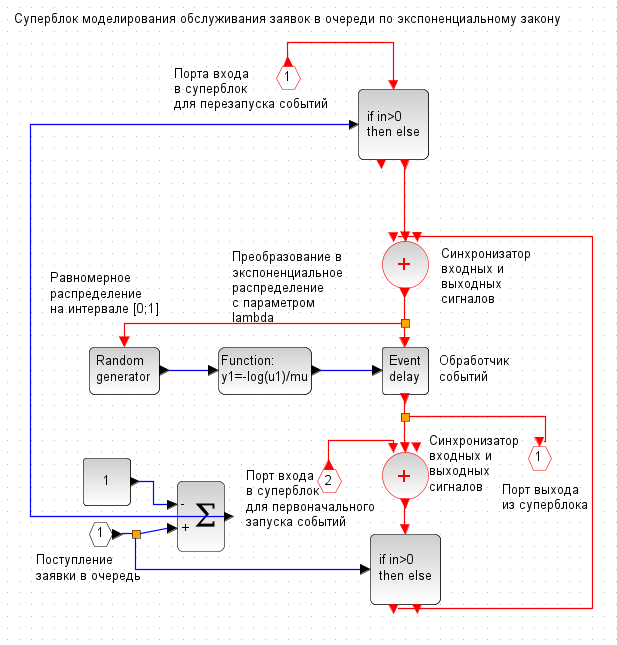 Суперблок моделирования обслуживания заявок в очереди по экспоненциальному закону
Порта входа
в суперблок
для перезапуска событий
1
if in>0
then else
Синхронизатор
входных и
выходных
сигналов
+
Преобразование в
экспоненциальное
распределение
с параметром
lambda
Равномерное
распределение
на интервале [0;1]
Random
generator
Function:
y1=-log(u1)/mu
Event
delay
Обработчик
событий
Синхронизатор
входных и
выходных
сигналов
+
1
Порт выхода
из суперблока
Порт входа
в суперблок
для первоначального
запуска событий
2
1
-
+
Σ
1
Поступление
заявки в очередь
if in>0
then else